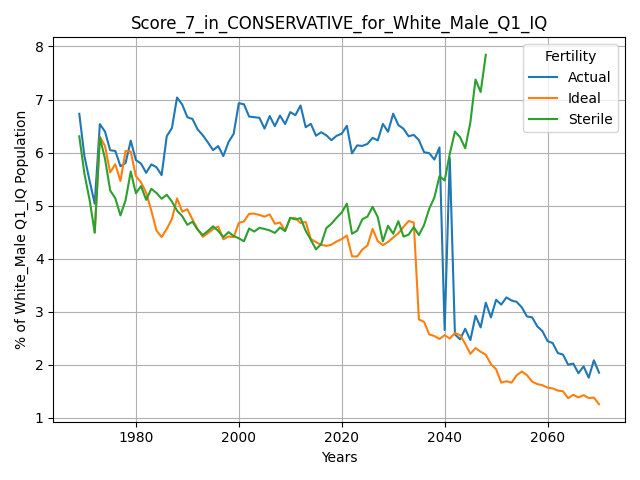 Score_7_in_CONSERVATIVE_for_White_Male_Q1_IQ
Fertility
Actual
Ideal
Sterile
% of White_Male Q1_IQ Population
8
7
6
5
4
3
2
1
1980
2000
2020
2040
2060
Years